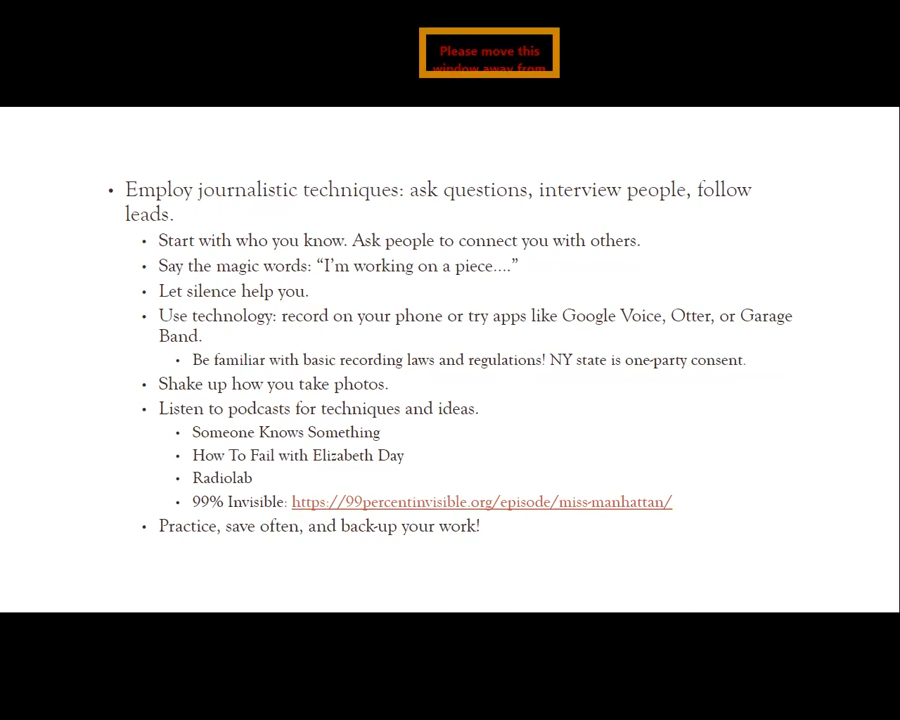 Please move this
window away from
• Employ journalistic techniques: ask questions, interview people, follow
leads.
• Start with who you know. Ask people to connect you with others.
• Say the magic words: “I’m working on a piece....”
• Let silence help you.
• Use technology: record on your phone or try apps like Google Voice, Otter, or Garage
Band.
• Be familiar with basic recording laws and regulations! NY state is one-party consent.
• Shake up how you take photos.
• Listen to podcasts for techniques and ideas.
• Someone Knows Something
• How To Fail with Elizabeth Day
• Radiolab
• 99% Invisible: https://99percentinvisible.org/episode/miss-manhattan/
• Practice, save often, and back-up your work!